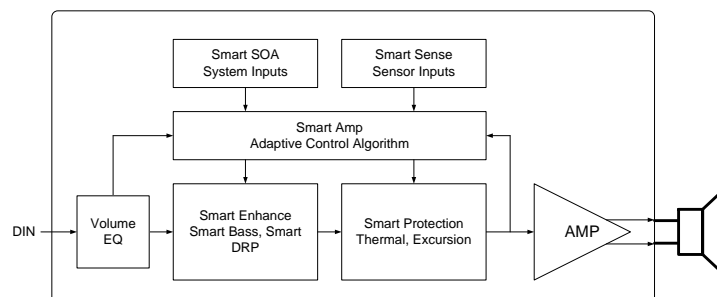 Smart SOA
System Inputs
Smart Sense
Sensor Inputs
Smart Amp
Adaptive Control Algorithm
DIN
Volume
EQ
Smart Enhance
Smart Bass, Smart
DRP
Smart Protection
Thermal, Excursion
AMP